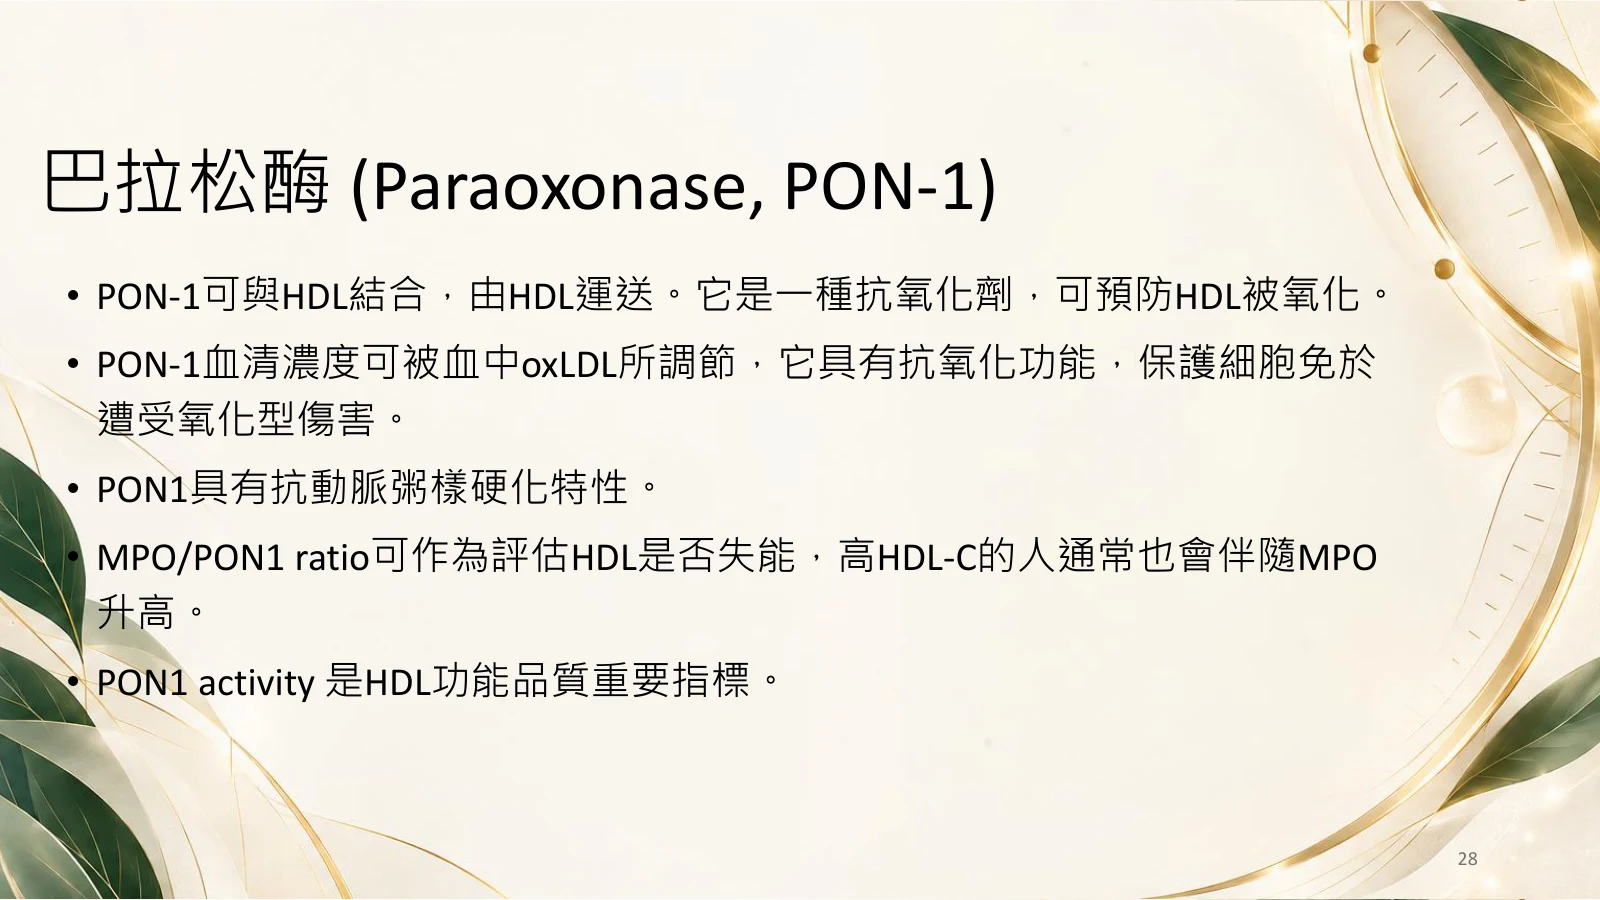 巴拉松酶 (Paraoxonase, PON-1)
• PON-1可與HDL結合，由HDL運送。它是一種抗氧化劑，可預防HDL被氧化。
• PON-1血清濃度可被血中oxLDL所調節，它具有抗氧化功能，保護細胞免於
遭受氧化型傷害。
• PON1具有抗動脈粥樣硬化特性。
• MPO/PON1 ratio可作為評估HDL是否失能，高HDL-C的人通常也會伴隨MPO
升高。
• PON1 activity 是HDL功能品質重要指標。
28